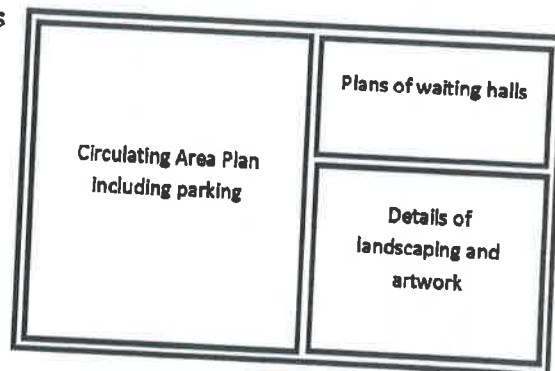 s
Circulating Area Plan
including parking
Plans of waiting halls
Details of
landscaping and
artwork